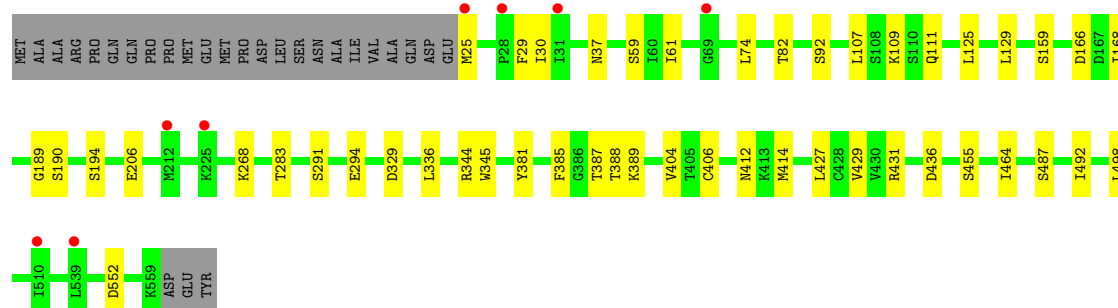 MET ALA ALA ARG PRO GLN GLN PRO PRO MET GLU MET PRO ASP LEU SER ASN ALA ILE VAL ALA GLN ASP GLU M25 P28 F29 I30 I31 N37 S59 I60 I61 G69 L74 T82 S92 L107 S108 K109 S110 Q111 L125 L129 S159 D166 D167 I168
G189 S190 S194 E206 M212 K225 K268 T283 S291 E294 D329 L336 R344 W345 Y381 F385 G386 T387 T388 K389 V404 T405 C406 N412 K413 M414 L427 C428 V429 V430 R431 D436 S455 I464 S487 I492 L498
I510 L539 D552 K559 ASP GLU TYR